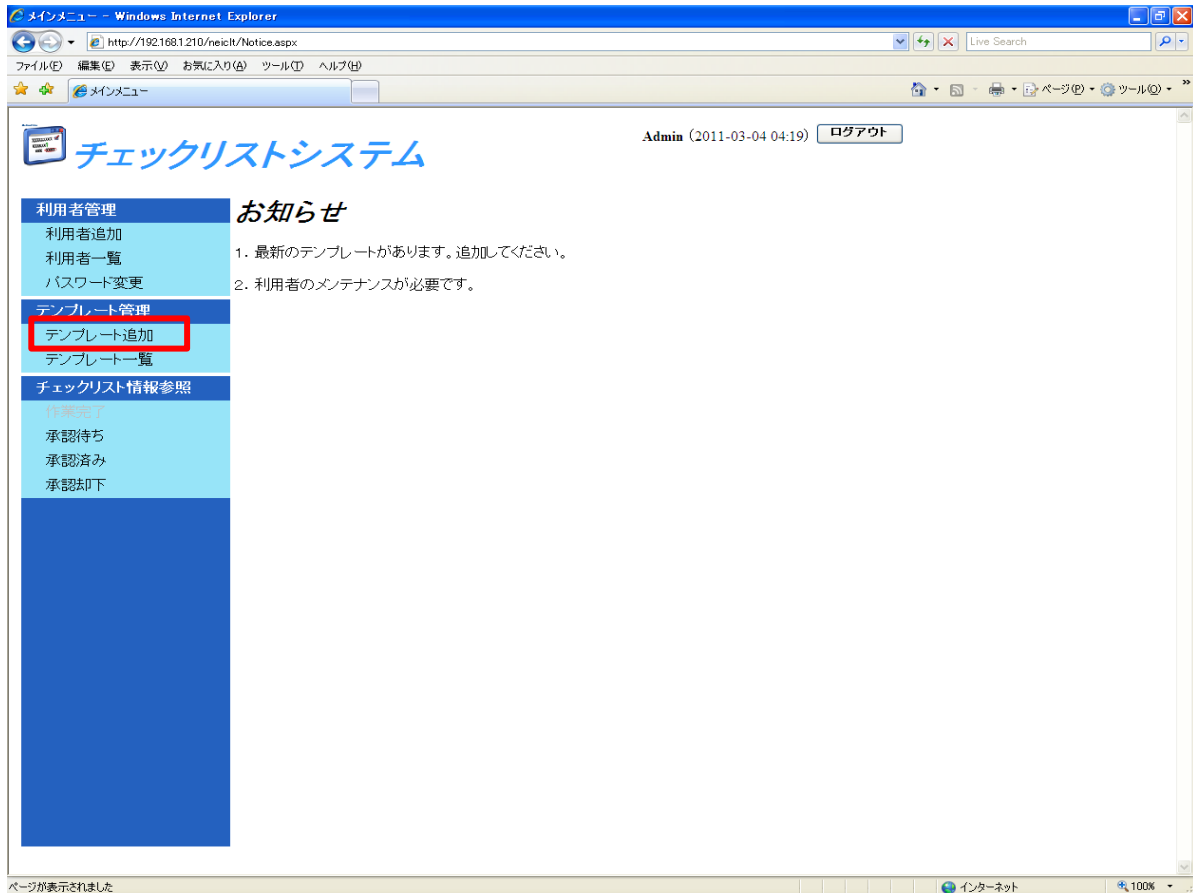 メインメニュー - Windows Internet Explorer
http://192.168.1.210/neiclt/Notice.aspx
Live Search
ファイル(F) 編集(E) 表示(V) お気に入り(A) ツール(T) ヘルプ(H)
メインメニュー
ページ(P) ツール(O) »
チェックリストシステム
Admin (2011-03-04 04:19) ログアウト
利用者管理
利用者追加
利用者一覧
パスワード変更
テンプレート管理
テンプレート追加
テンプレート一覧
チェックリスト情報参照
作業完了
承認待ち
承認済み
承認却下
お知らせ
1. 最新のテンプレートがあります。追加してください。
2. 利用者のメンテナンスが必要です。
ページが表示されました
インターネット
100%